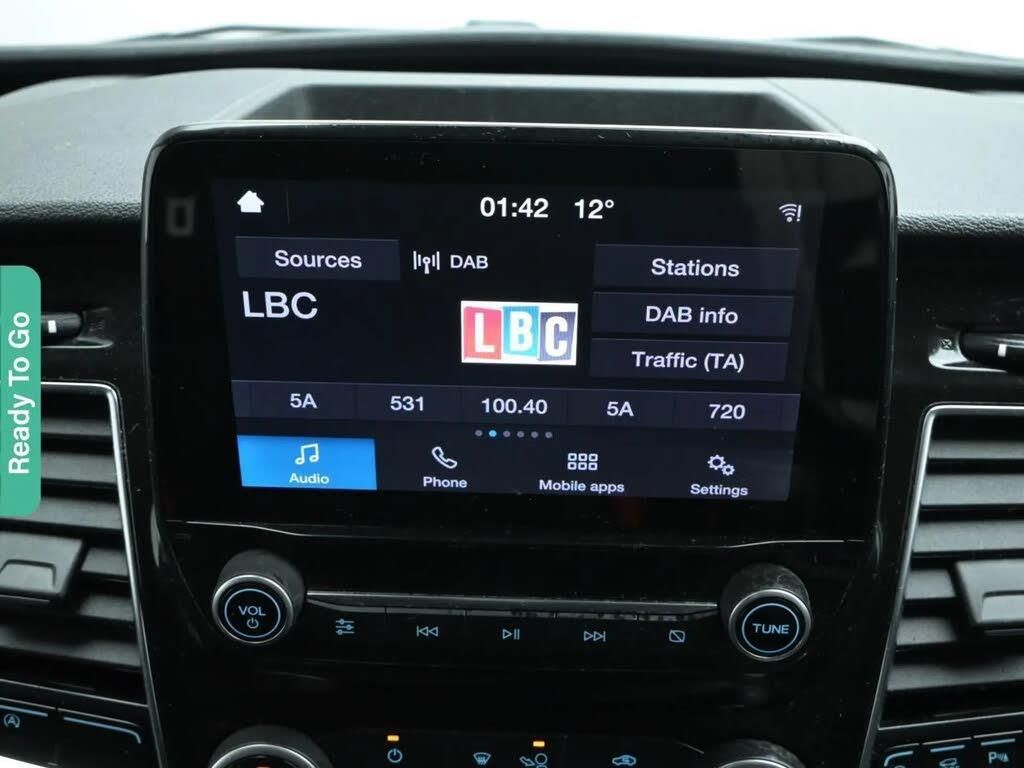 01:42 12°
Sources DAB Stations
LBC
LBC
DAB info
Traffic (TA)
5A 531 100.40 5A 720
Audio Phone Mobile apps Settings
Ready To Go
VOL
TUNE
A
P